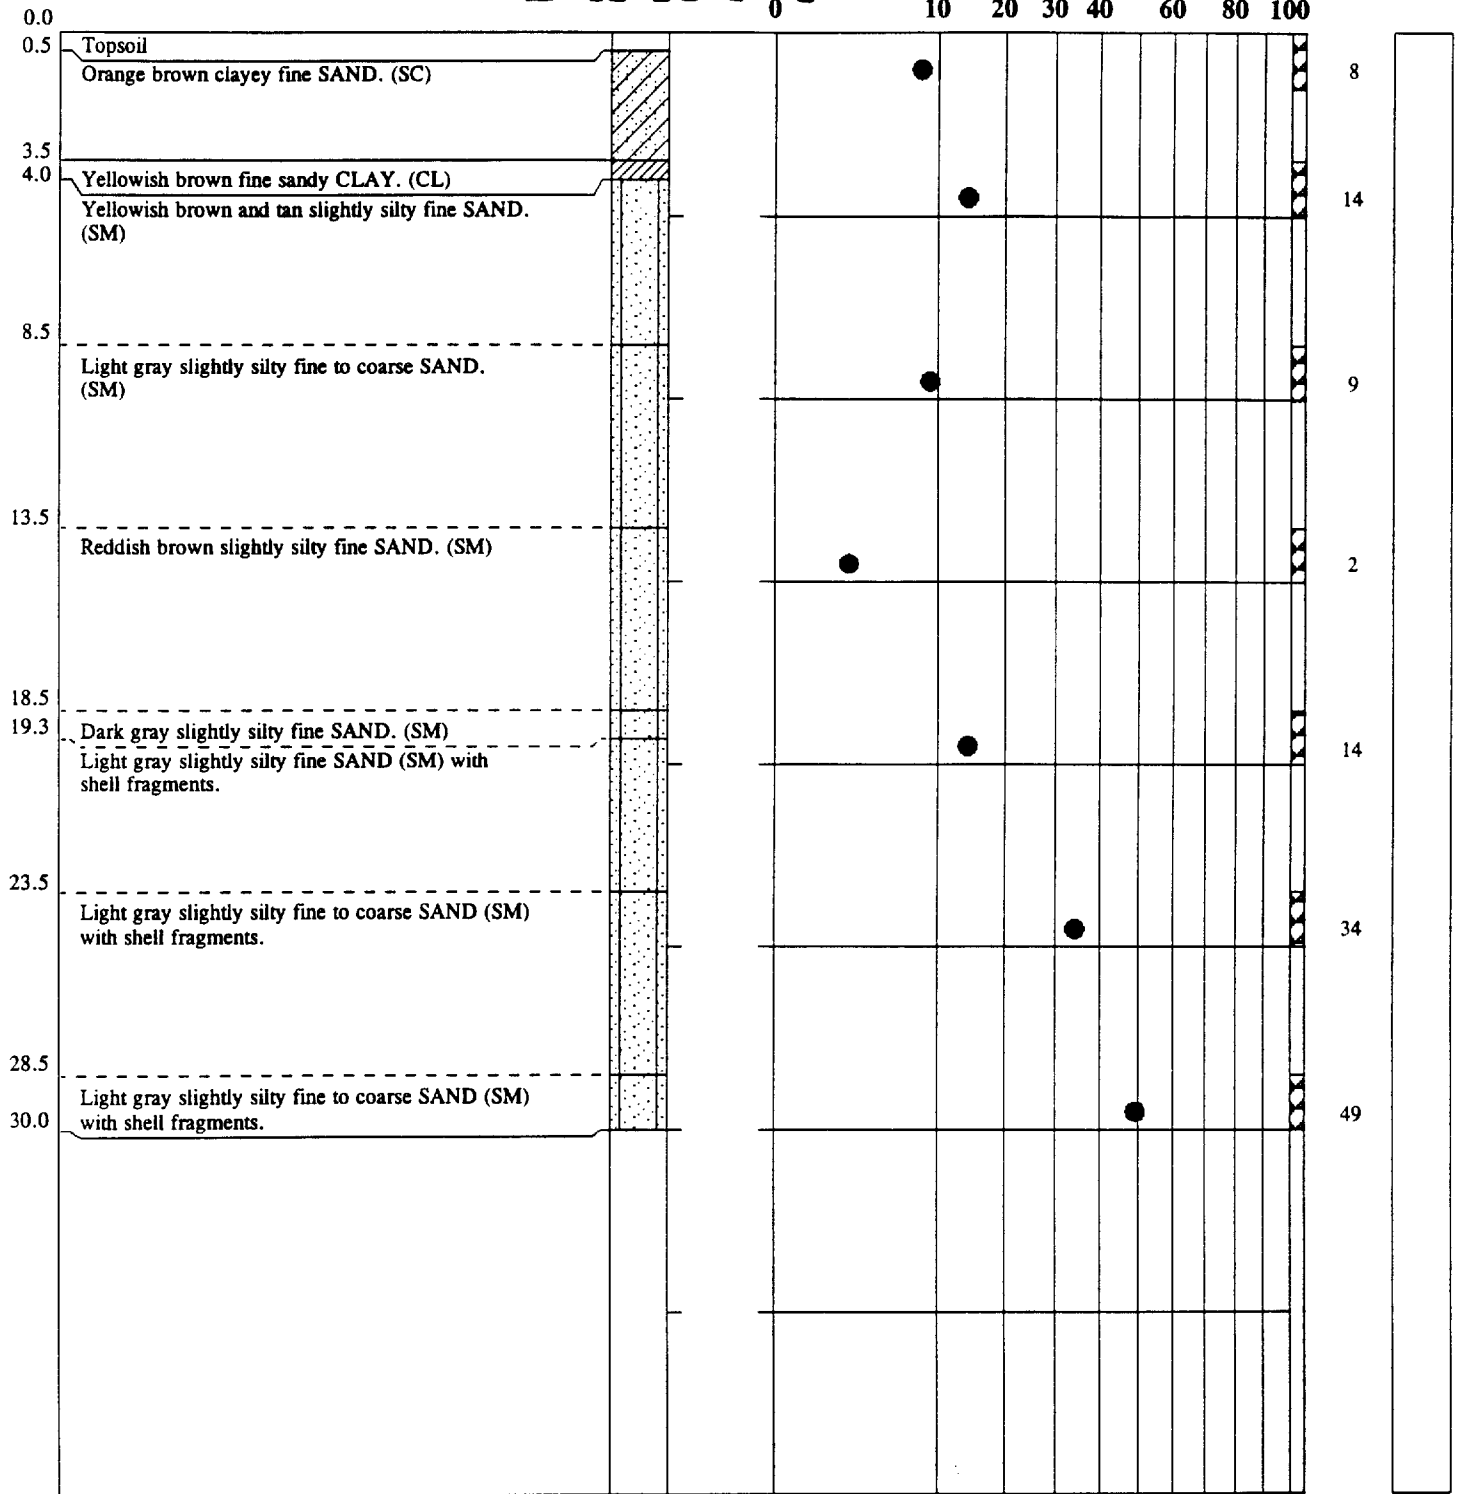 0 10 20 30 40 60 80 100
0.0
0.5 Topsoil
Orange brown clayey fine SAND. (SC) 8
3.5
4.0 Yellowish brown fine sandy CLAY. (CL)
Yellowish brown and tan slightly silty fine SAND. 14
(SM)
8.5
Light gray slightly silty fine to coarse SAND.
(SM) 9
13.5
Reddish brown slightly silty fine SAND. (SM) 2
18.5
19.3 Dark gray slightly silty fine SAND. (SM)
Light gray slightly silty fine SAND (SM) with 14
shell fragments.
23.5
Light gray slightly silty fine to coarse SAND (SM)
with shell fragments. 34
28.5
Light gray slightly silty fine to coarse SAND (SM)
30.0 with shell fragments. 49